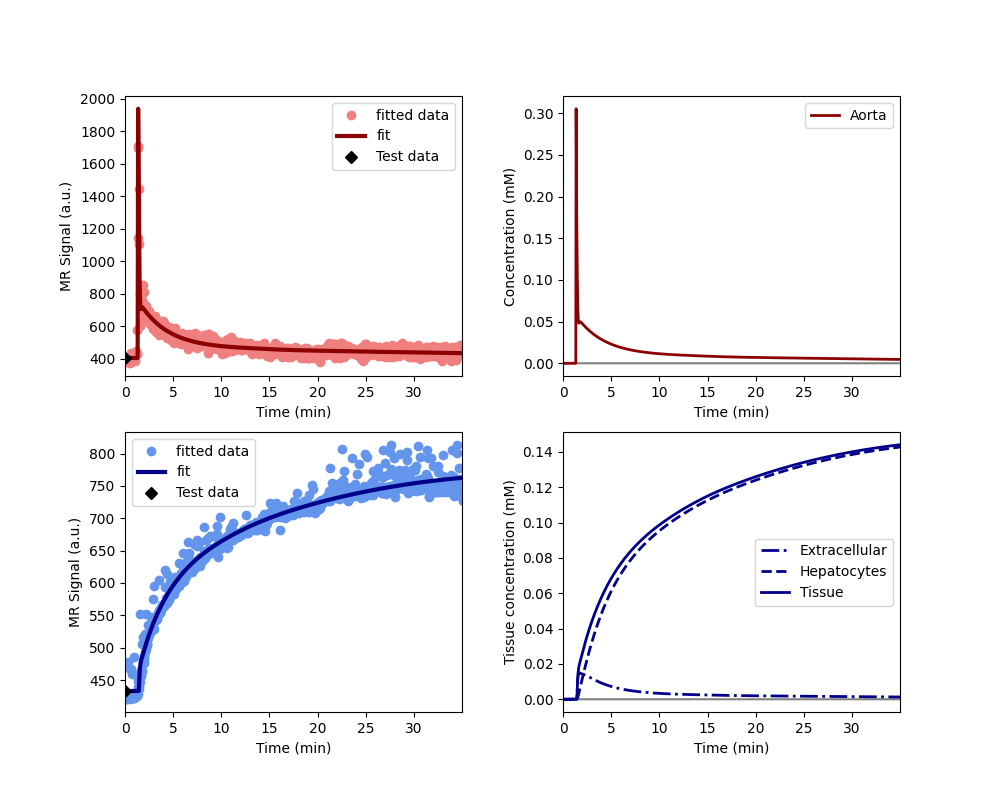 2000
1800
1600
1400
1200
1000
800
600
400
MR Signal (a.u.)
fitted data
fit
Test data
0 5 10 15 20 25 30
Time (min)
0.30
0.25
0.20
0.15
0.10
0.05
0.00
Concentration (mM)
Aorta
0 5 10 15 20 25 30
Time (min)
800
750
700
650
600
550
500
450
MR Signal (a.u.)
fitted data
fit
Test data
0 5 10 15 20 25 30
Time (min)
0.14
0.12
0.10
0.08
0.06
0.04
0.02
0.00
Tissue concentration (mM)
Extracellular
Hepatocytes
Tissue
0 5 10 15 20 25 30
Time (min)